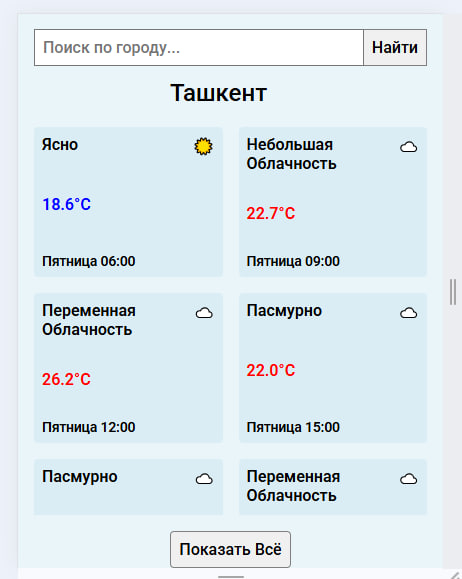 Поиск по городу...
Найти
Ташкент
Ясно
18.6°C
Пятница 06:00
Небольшая
Облачность
22.7°C
Пятница 09:00
Переменная
Облачность
26.2°C
Пятница 12:00
Пасмурно
22.0°C
Пятница 15:00
Пасмурно
Переменная
Облачность
Показать Всё